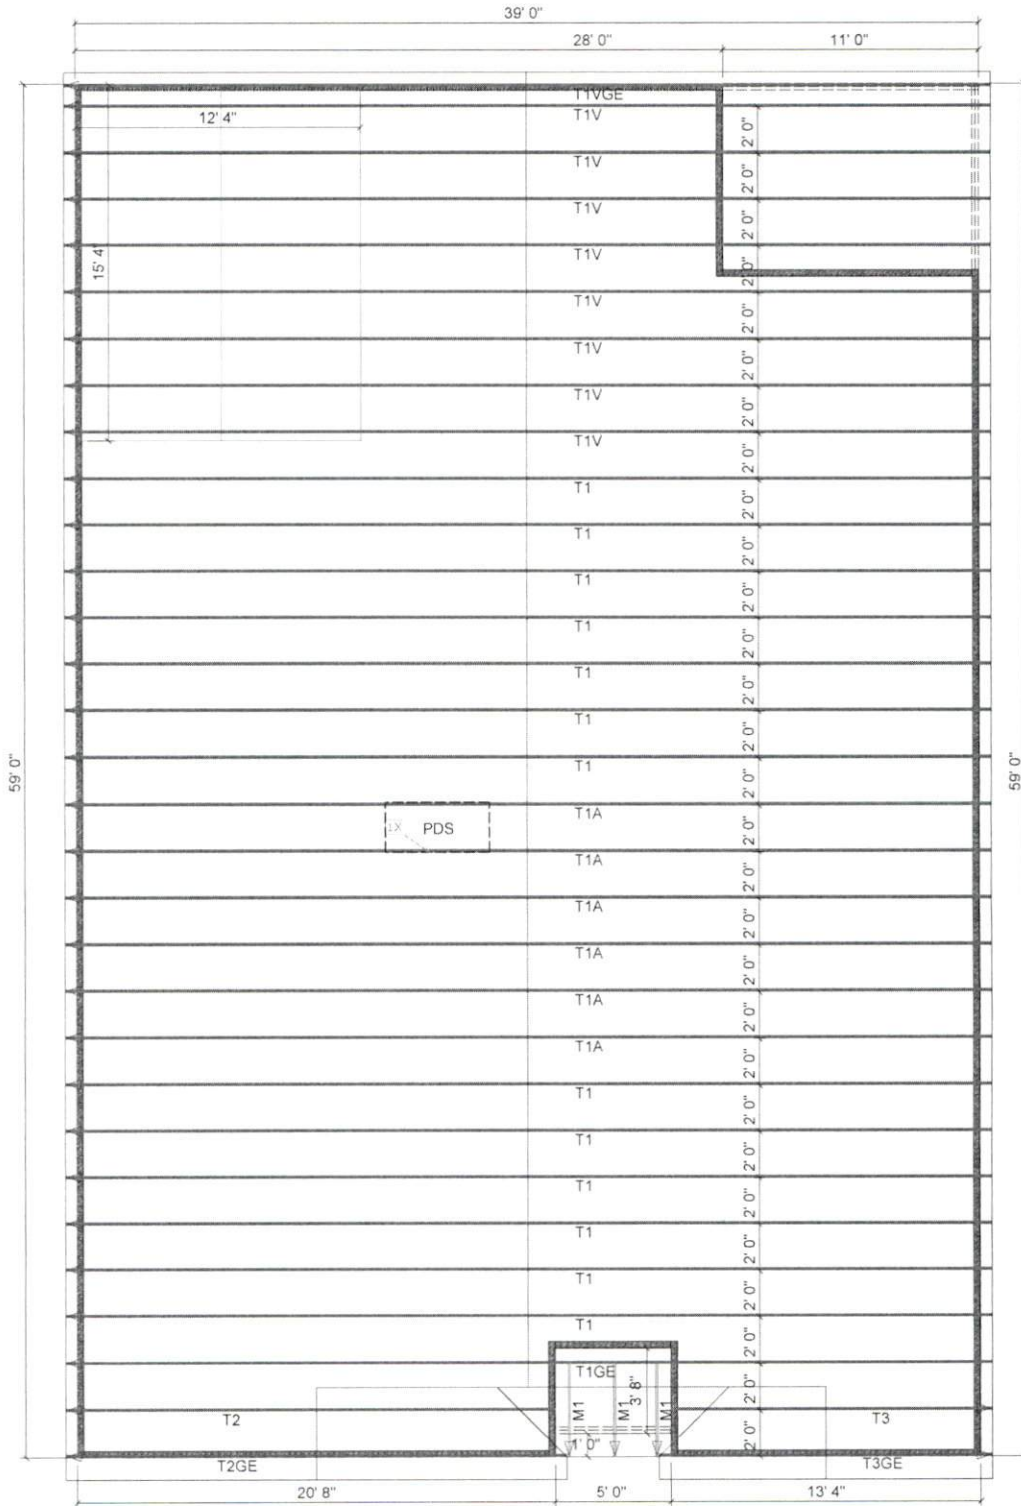 39' 0"
28' 0"
11' 0"
T1VGE
12' 4"
T1V
2' 0"
T1V
2' 0"
T1V
2' 0"
T1V
15' 4"
2' 0"
T1V
2' 0"
T1V
2' 0"
T1V
2' 0"
T1V
2' 0"
T1
2' 0"
T1
2' 0"
T1
2' 0"
T1
2' 0"
T1
2' 0"
T1
2' 0"
T1
59' 0"
59' 0"
2' 0"
T1A
1X PDS
2' 0"
T1A
2' 0"
T1A
2' 0"
T1A
2' 0"
T1A
2' 0"
T1A
2' 0"
T1
2' 0"
T1
2' 0"
T1
2' 0"
T1
2' 0"
T1
2' 0"
T1
2' 0"
T1GE
3' 8"
2' 0"
M1
M1
M1
T2
T3
1' 0"
2' 0"
T2GE
T3GE
20' 8"
5' 0"
13' 4"